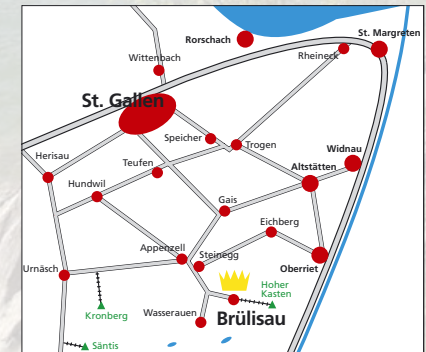 St. Margreten
Rorschach
Rheineck
Wittenbach
St. Gallen
Speicher
Trogen
Widnau
Herisau
Teufen
Altstätten
Hundwil
Gais
Eichberg
Appenzell
Steinegg
Urnäsch
Oberriet
Hoher
Kasten
Kronberg
Wasserauen
Brülisau
Säntis